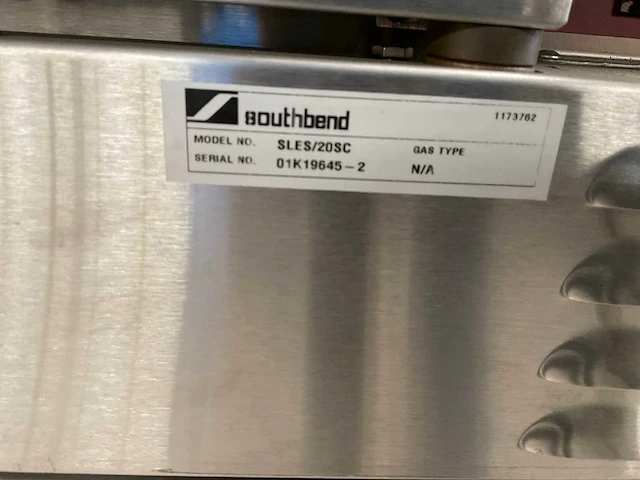 southbend
1173762
MODEL NO. SLES/20SC GAS TYPE
SERIAL NO. 01K19645-2 N/A